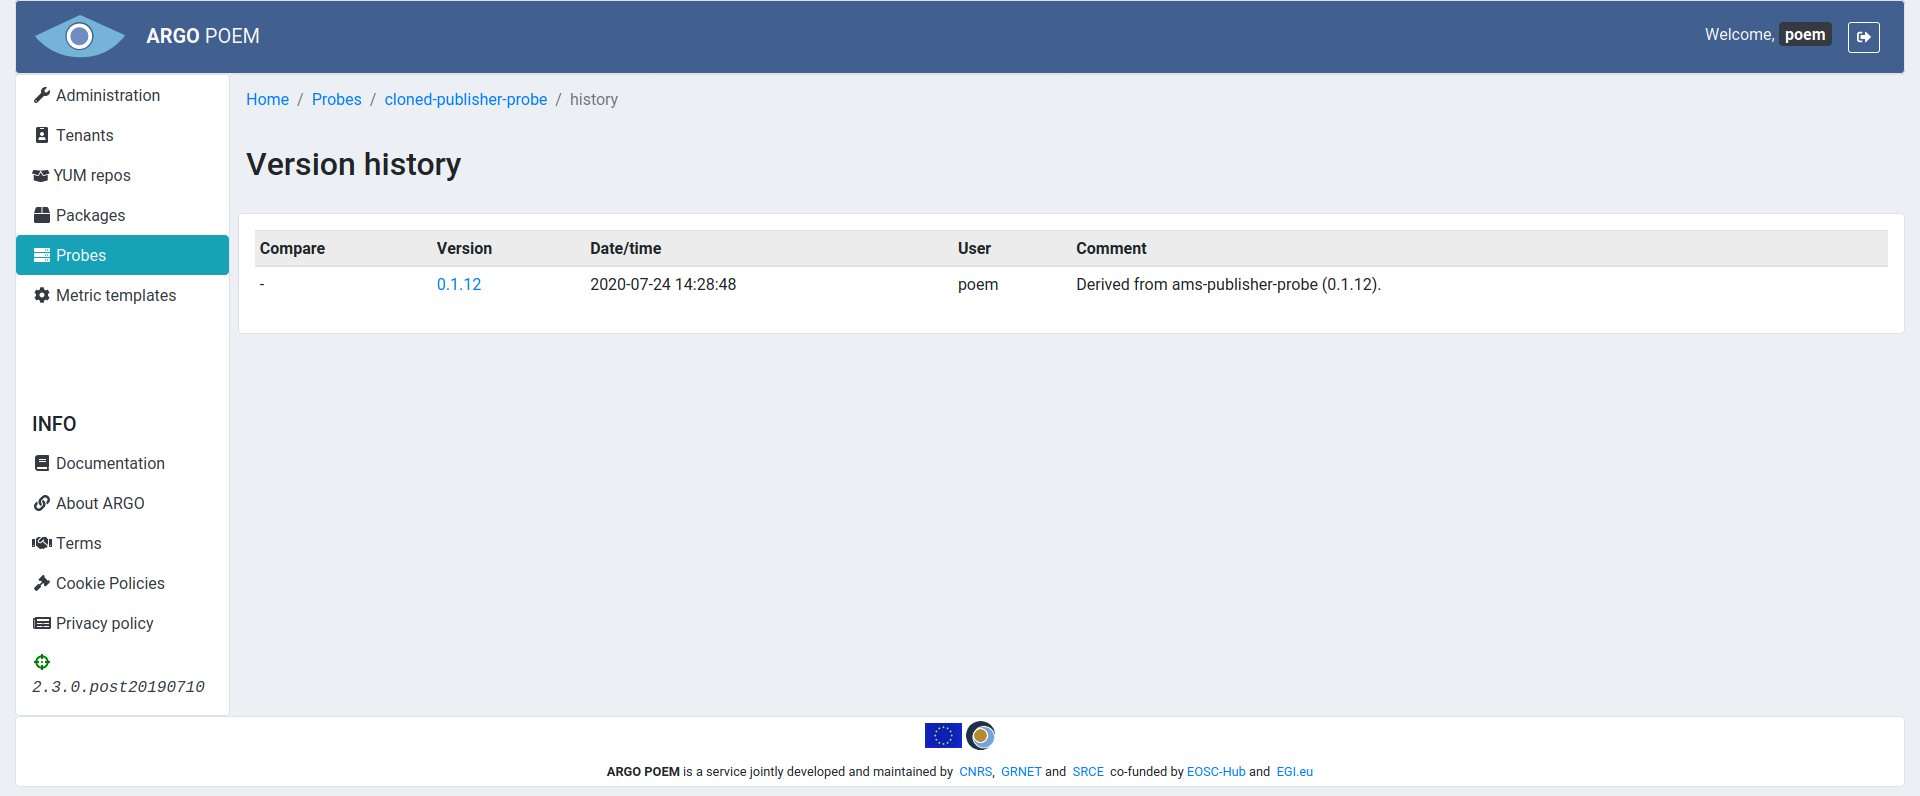 ARGO POEM
Welcome, poem
Administration
Tenants
YUM repos
Packages
Probes
Metric templates
INFO
Documentation
About ARGO
Terms
Cookie Policies
Privacy policy
2.3.0.post20190710
Home / Probes / cloned-publisher-probe / history
Version history
Compare Version Date/time User Comment
- 0.1.12 2020-07-24 14:28:48 poem Derived from ams-publisher-probe (0.1.12).
ARGO POEM is a service jointly developed and maintained by CNRS, GRNET and SRCE co-funded by EOSC-Hub and EGI.eu